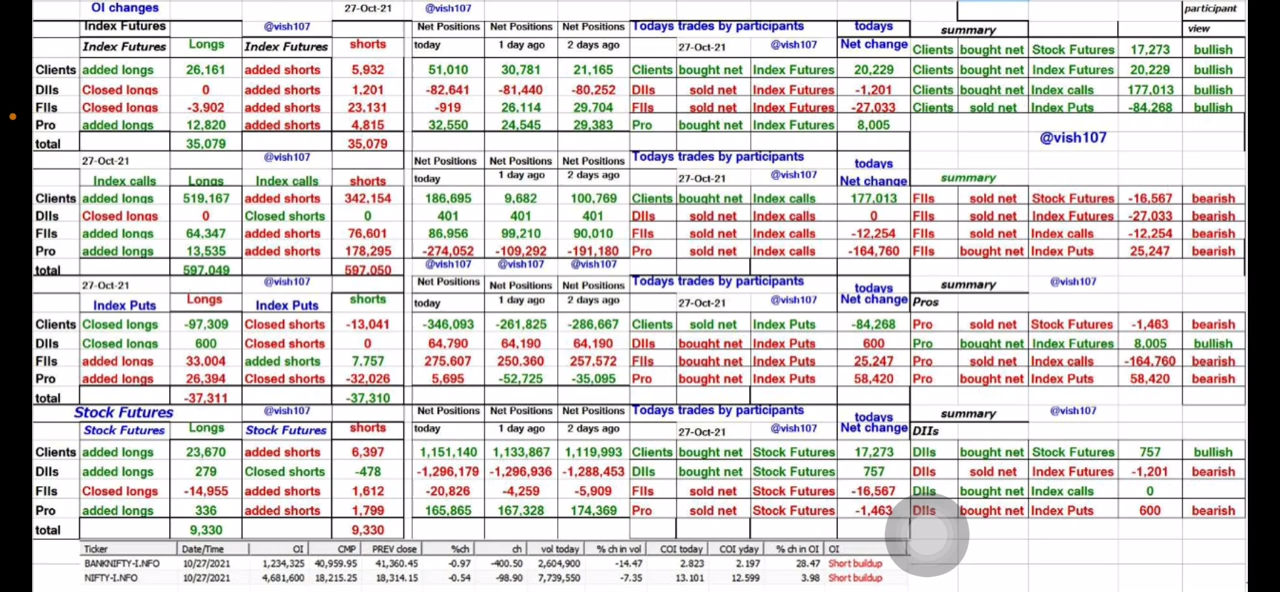 OI changes 27-Oct-21 @vish107 participant
Index Futures @vish107 Net Positions Net Positions Net Positions Todays trades by participants todays summary view
Index Futures Longs Index Futures shorts today 1 day ago 2 days ago 27-Oct-21 @vish107 Net change Clients bought net Stock Futures 17,273 bullish
Clients added longs 26,161 added shorts 5,932 51,010 30,781 21,165 Clients bought net Index Futures 20,229 Clients bought net Index Futures 20,229 bullish
DIIs Closed longs 0 added shorts 1,201 -82,641 -81,440 -80,252 DIIs sold net Index Futures -1,201 Clients bought net Index calls 177,013 bullish
FIIs Closed longs -3,902 added shorts 23,131 -919 26,114 29,704 FIIs sold net Index Futures -27,033 Clients sold net Index Puts -84,268 bullish
Pro added longs 12,820 added shorts 4,815 32,550 24,545 29,383 Pro bought net Index Futures 8,005
total 35,079 35,079 @vish107
27-Oct-21 @vish107 Net Positions Net Positions Net Positions Todays trades by participants todays
Index calls Longs Index calls shorts today 1 day ago 2 days ago 27-Oct-21 @vish107 Net change summary
Clients added longs 519,167 added shorts 342,154 186,695 9,682 100,769 Clients bought net Index calls 177,013 FIIs sold net Stock Futures -16,567 bearish
DIIs Closed longs 0 Closed shorts 0 401 401 401 DIIs sold net Index calls 0 FIIs sold net Index Futures -27,033 bearish
FIIs added longs 64,347 added shorts 76,601 86,956 99,210 90,010 FIIs sold net Index calls -12,254 FIIs sold net Index calls -12,254 bearish
Pro added longs 13,535 added shorts 178,295 -274,052 -109,292 -191,180 Pro sold net Index calls -164,760 FIIs bought net Index Puts 25,247 bearish
total 597,049 597,050 @vish107 @vish107 @vish107
27-Oct-21 @vish107 Net Positions Net Positions Net Positions Todays trades by participants todays summary @vish107
Index Puts Longs Index Puts shorts today 1 day ago 2 days ago 27-Oct-21 @vish107 Net change Pros
Clients Closed longs -97,309 Closed shorts -13,041 -346,093 -261,825 -286,667 Clients sold net Index Puts -84,268 Pro sold net Stock Futures -1,463 bearish
DIIs Closed longs 600 Closed shorts 0 64,790 64,190 64,190 DIIs bought net Index Puts 600 Pro bought net Index Futures 8,005 bullish
FIIs added longs 33,004 added shorts 7,757 275,607 250,360 257,572 FIIs bought net Index Puts 25,247 Pro sold net Index calls -164,760 bearish
Pro added longs 26,394 Closed shorts -32,026 5,695 -52,725 -35,095 Pro bought net Index Puts 58,420 Pro bought net Index Puts 58,420 bearish
total -37,311 -37,310
Stock Futures @vish107 Net Positions Net Positions Net Positions Todays trades by participants todays summary @vish107
Stock Futures Longs Stock Futures shorts today 1 day ago 2 days ago 27-Oct-21 @vish107 Net change DIIs
Clients added longs 23,670 added shorts 6,397 1,151,140 1,133,867 1,119,993 Clients bought net Stock Futures 17,273 DIIs bought net Stock Futures 757 bullish
DIIs added longs 279 Closed shorts -478 -1,296,179 -1,296,936 -1,288,453 DIIs bought net Stock Futures 757 DIIs sold net Index Futures -1,201 bearish
FIIs Closed longs -14,955 added shorts 1,612 -20,826 -4,259 -5,909 FIIs sold net Stock Futures -16,567 DIIs bought net Index calls 0
Pro added longs 336 added shorts 1,799 165,865 167,328 174,369 Pro sold net Stock Futures -1,463 DIIs bought net Index Puts 600 bearish
total 9,330 9,330
Ticker Date/Time OI CMP PREV close %ch ch vol today % ch in vol COI today COI yday % ch in OI OI
BANKNIFTY-I.NFO 10/27/2021 1,234,325 40,959.95 41,360.45 -0.97 -400.50 2,604,900 -14.47 2.823 2.197 28.47 Short buildup
NIFTY-I.NFO 10/27/2021 4,681,600 18,215.25 18,314.15 -0.54 -98.90 7,739,550 -7.35 13.101 12.599 3.98 Short buildup